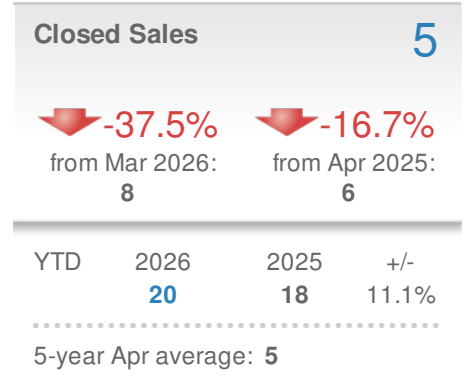 Closed Sales 5
-37.5% -16.7%
from Mar 2026: from Apr 2025:
8 6
YTD 2026 2025 +/-
20 18 11.1%
5-year Apr average: 5